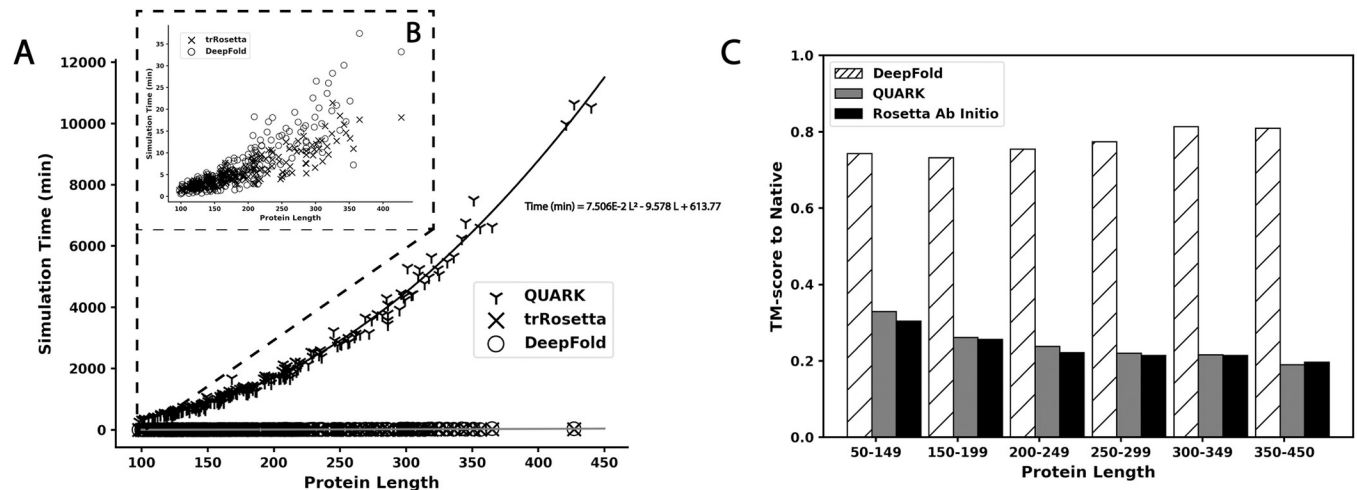 A
Simulation Time (min)
12000
10000
8000
6000
4000
2000
0
100
150
200
250
300
350
400
450
Protein Length
Time (min) = 7.506E-2 L² - 9.578 L + 613.77
QUARK
trRosetta
DeepFold
B
trRosetta
DeepFold
Simulation Time (min)
35
30
25
20
15
10
5
0
100
150
200
250
300
350
400
Protein Length
C
TM-score to Native
1.0
0.8
0.6
0.4
0.2
0.0
DeepFold
QUARK
Rosetta Ab Initio
50-149
150-199
200-249
250-299
300-349
350-450
Protein Length